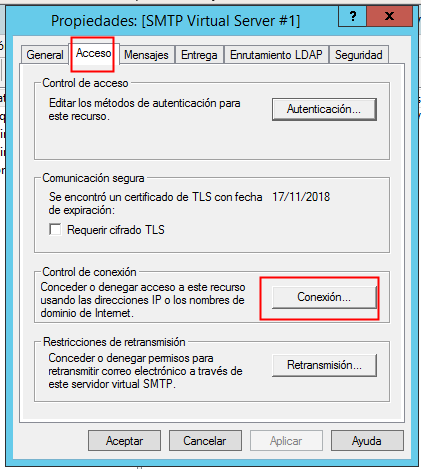 Propiedades: [SMTP Virtual Server #1]
? x
General Acceso Mensajes Entrega Enrutamiento LDAP Seguridad
Control de acceso
Editar los métodos de autenticación para
este recurso.
Autenticación...
Comunicación segura
Se encontró un certificado de TLS con fecha
de expiración:
17/11/2018
Requerir cifrado TLS
Control de conexión
Conceder o denegar acceso a este recurso
usando las direcciones IP o los nombres de
dominio de Internet.
Conexión...
Restricciones de retransmisión
Conceder o denegar permisos para
retransmitir correo electrónico a través de
este servidor virtual SMTP.
Retransmisión...
Aceptar Cancelar Aplicar Ayuda